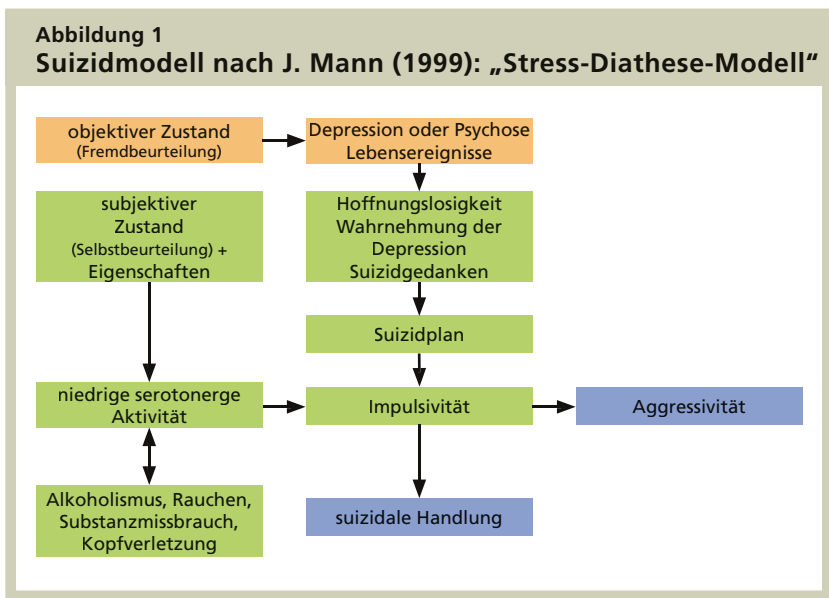 Abbildung 1
Suizidmodell nach J. Mann (1999): „Stress-Diathese-Modell“
objektiver Zustand
(Fremdbeurteilung)
Depression oder Psychose
Lebensereignisse
subjektiver
Zustand
(Selbstbeurteilung) +
Eigenschaften
Hoffnungslosigkeit
Wahrnehmung der
Depression
Suizidgedanken
Suizidplan
niedrige serotonerge
Aktivität
Impulsivität
Aggressivität
Alkoholismus, Rauchen,
Substanzmissbrauch,
Kopfverletzung
suizidale Handlung